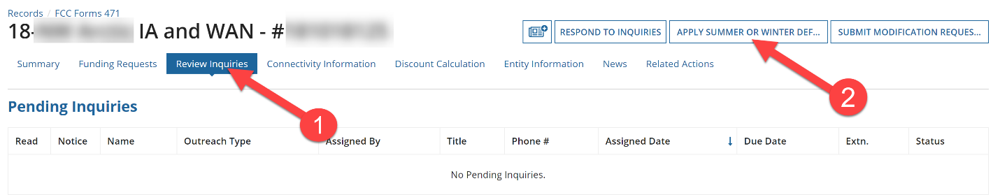 Records / FCC Forms 471
18- IA and WAN - #
RESPOND TO INQUIRIES APPLY SUMMER OR WINTER DEF... SUBMIT MODIFICATION REQUES...
Summary Funding Requests Review Inquiries Connectivity Information Discount Calculation Entity Information News Related Actions
2
Pending Inquiries
1
Read Notice Name Outreach Type Assigned By Title Phone # Assigned Date ↓ Due Date Extn. Status
No Pending Inquiries.